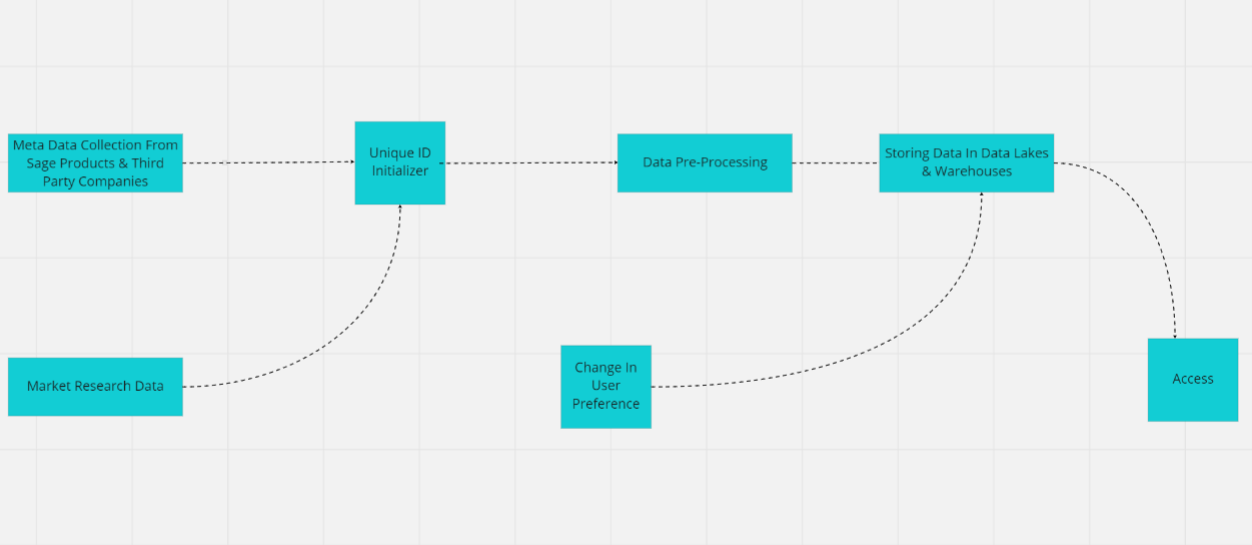 Meta Data Collection From
Sage Products & Third
Party Companies
Unique ID
Initializer
Data Pre-Processing
Storing Data In Data Lakes
& Warehouses
Market Research Data
Change In
User
Preference
Access